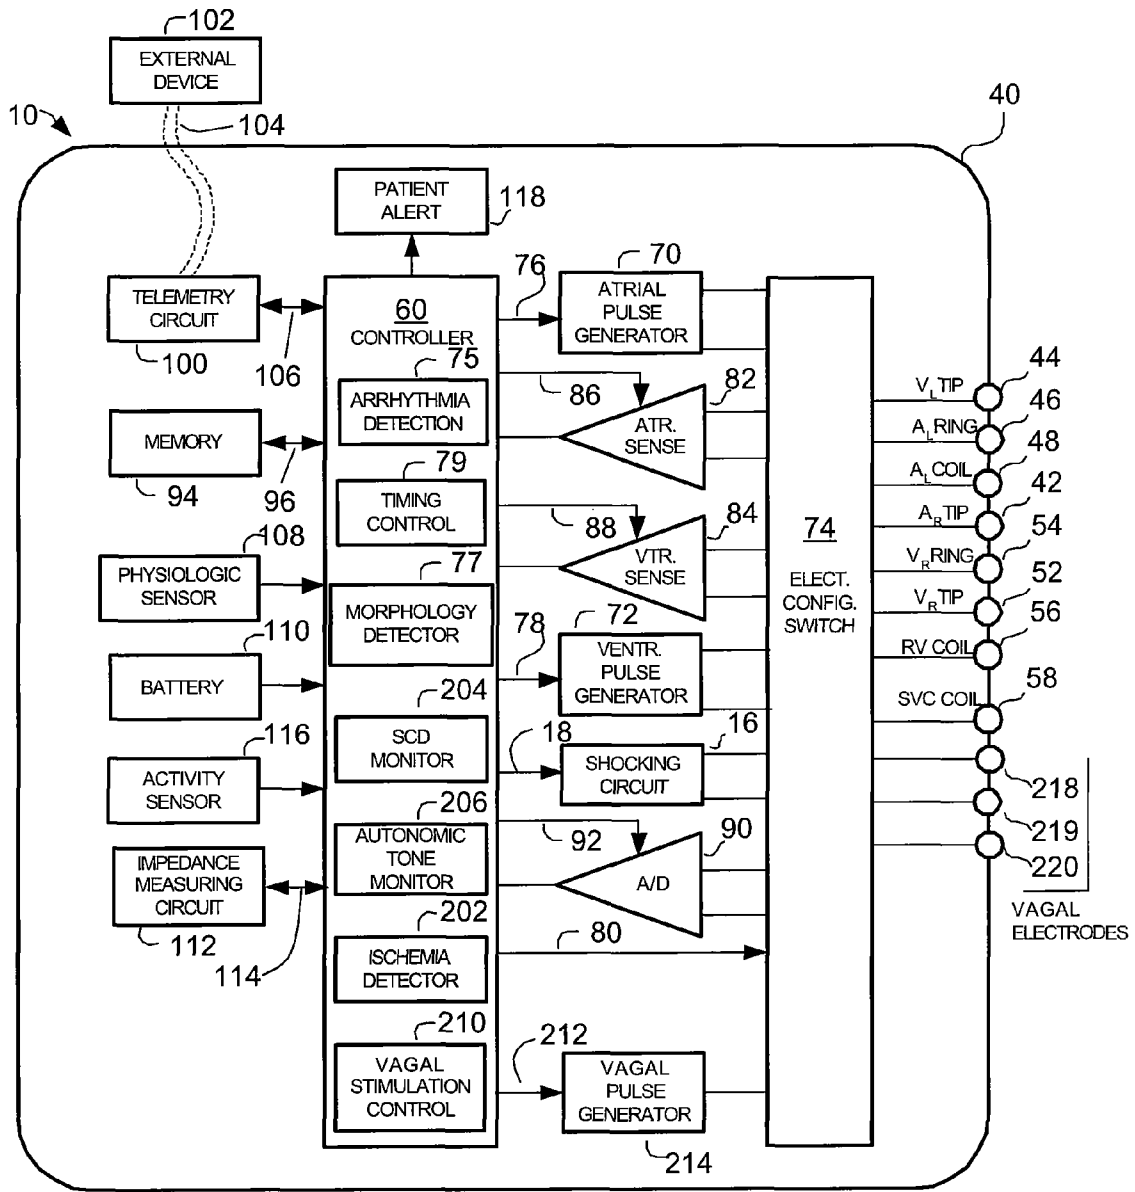 102
EXTERNAL
DEVICE
104
10
40
PATIENT
ALERT
118
TELEMETRY
CIRCUIT
100
106
60
CONTROLLER
76
70
ATRIAL
PULSE
GENERATOR
75
ARRHYTHMIA
DETECTION
86
82
ATR.
SENSE
MEMORY
94
96
79
TIMING
CONTROL
88
84
VTR.
SENSE
108
PHYSIOLOGIC
SENSOR
77
MORPHOLOGY
DETECTOR
78
72
VENTR.
PULSE
GENERATOR
110
BATTERY
204
SCD
MONITOR
18
16
SHOCKING
CIRCUIT
116
ACTIVITY
SENSOR
206
AUTONOMIC
TONE
MONITOR
92
90
A/D
IMPEDANCE
MEASURING
CIRCUIT
112
114
202
ISCHEMIA
DETECTOR
80
210
VAGAL
STIMULATION
CONTROL
212
VAGAL
PULSE
GENERATOR
214
74
ELECT.
CONFIG.
SWITCH
VL TIP
44
AL RING
46
AL COIL
48
AR TIP
42
VR RING
54
VR TIP
52
RV COIL
56
SVC COIL
58
218
219
220
VAGAL
ELECTRODES